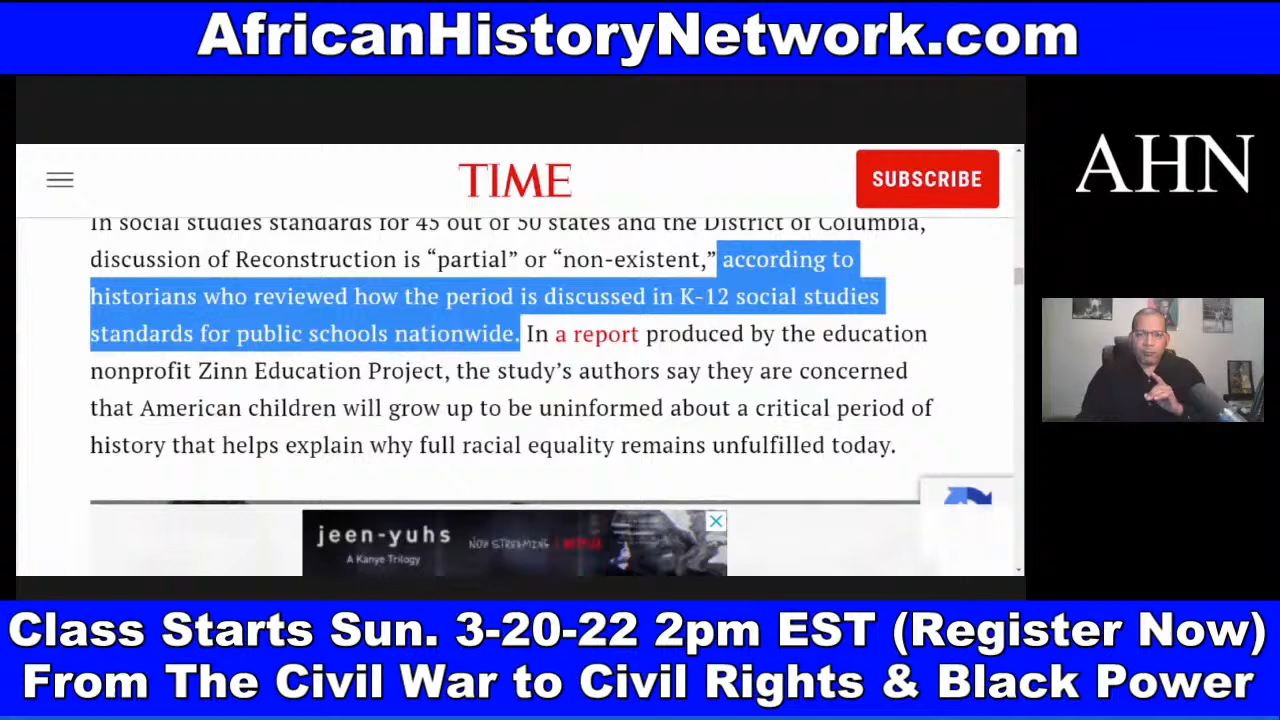 AfricanHistoryNetwork.com
AHN
TIME
SUBSCRIBE
In social studies standards for 45 out of 50 states and the District of Columbia,
discussion of Reconstruction is “partial” or “non-existent,” according to
historians who reviewed how the period is discussed in K-12 social studies
standards for public schools nationwide. In a report produced by the education
nonprofit Zinn Education Project, the study’s authors say they are concerned
that American children will grow up to be uninformed about a critical period of
history that helps explain why full racial equality remains unfulfilled today.
jeen-yuhs
A Kanye Trilogy
NOW STREAMING | NETFLIX
Class Starts Sun. 3-20-22 2pm EST (Register Now)
From The Civil War to Civil Rights & Black Power